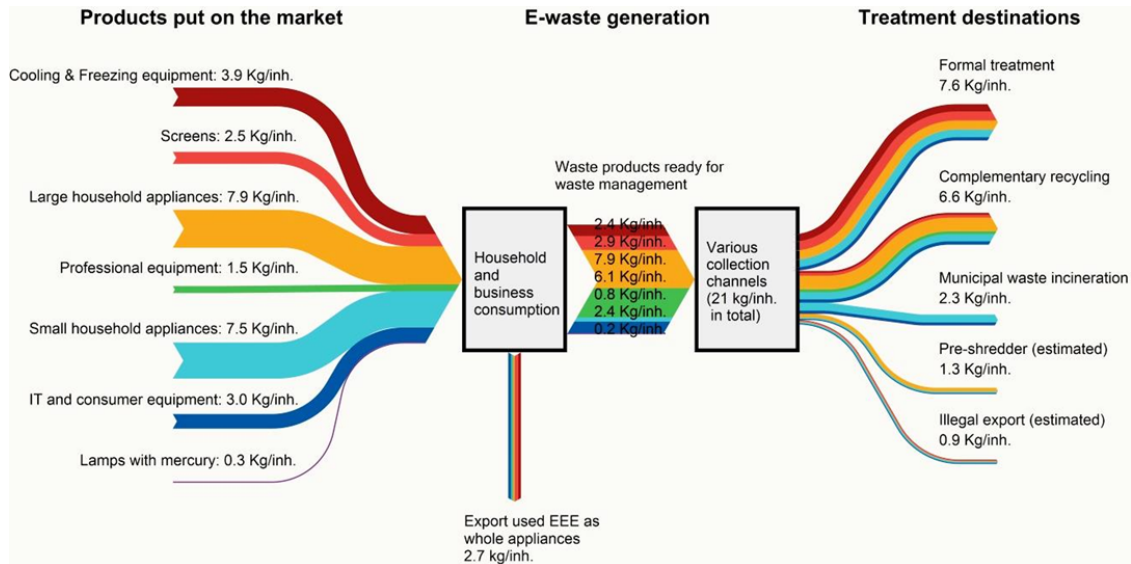 Products put on the market
E-waste generation
Treatment destinations
Cooling & Freezing equipment: 3.9 Kg/inh.
Screens: 2.5 Kg/inh.
Large household appliances: 7.9 Kg/inh.
Professional equipment: 1.5 Kg/inh.
Small household appliances: 7.5 Kg/inh.
IT and consumer equipment: 3.0 Kg/inh.
Lamps with mercury: 0.3 Kg/inh.
Household
and
business
consumption
Export used EEE as
whole appliances
2.7 kg/inh.
Waste products ready for
waste management
2.4 Kg/inh.
2.9 Kg/inh.
7.9 Kg/inh.
6.1 Kg/inh.
0.8 Kg/inh.
2.4 Kg/inh.
0.2 Kg/inh.
Various
collection
channels
(21 kg/inh.
in total)
Formal treatment
7.6 Kg/inh.
Complementary recycling
6.6 Kg/inh.
Municipal waste incineration
2.3 Kg/inh.
Pre-shredder (estimated)
1.3 Kg/inh.
Illegal export (estimated)
0.9 Kg/inh.